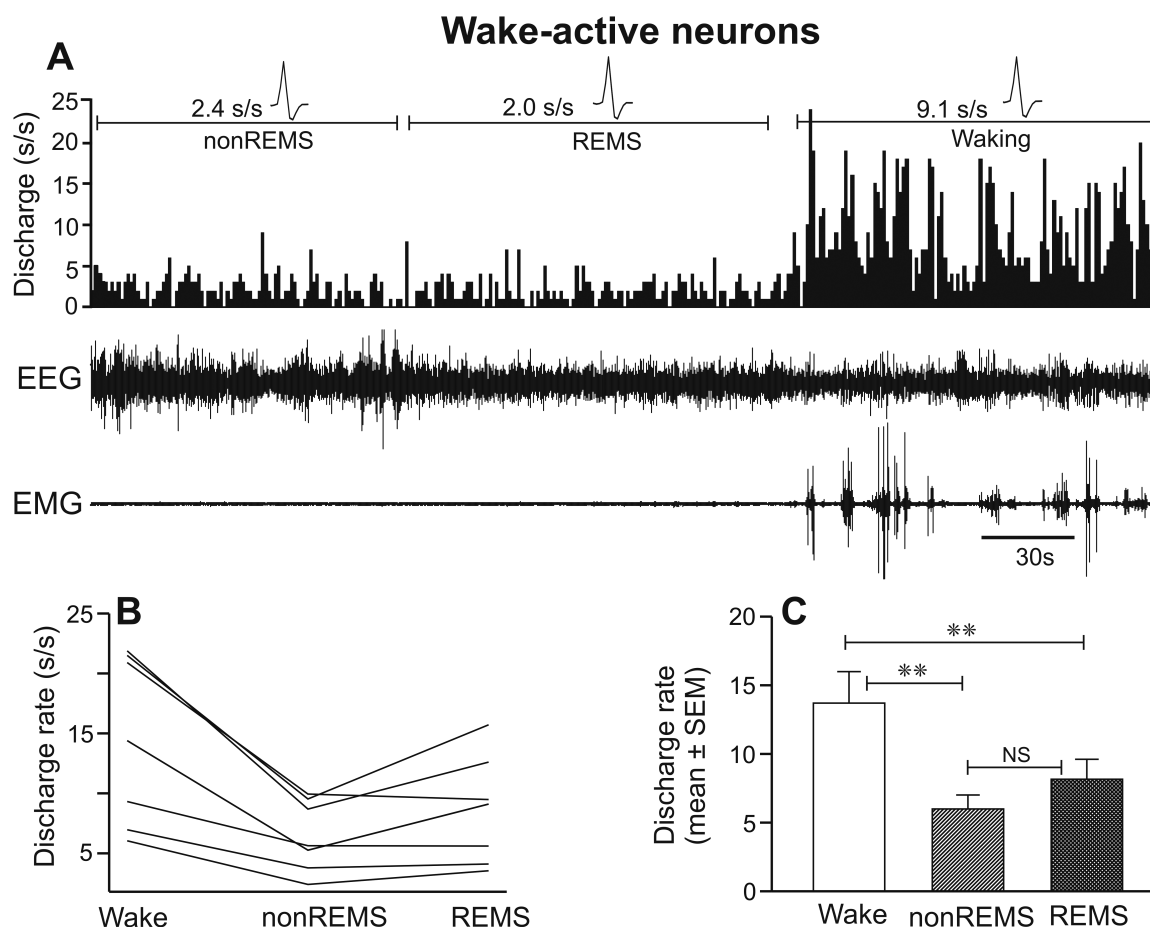 Wake-active neurons
A
2.4 s/s
2.0 s/s
9.1 s/s
nonREMS
REMS
Waking
Discharge (s/s)
25
20
15
10
5
0
EEG
EMG
30s
B
Discharge rate (s/s)
25
15
5
Wake nonREMS REMS
C
Discharge rate
(mean ± SEM)
20
15
10
5
0
**
**
NS
Wake nonREMS REMS